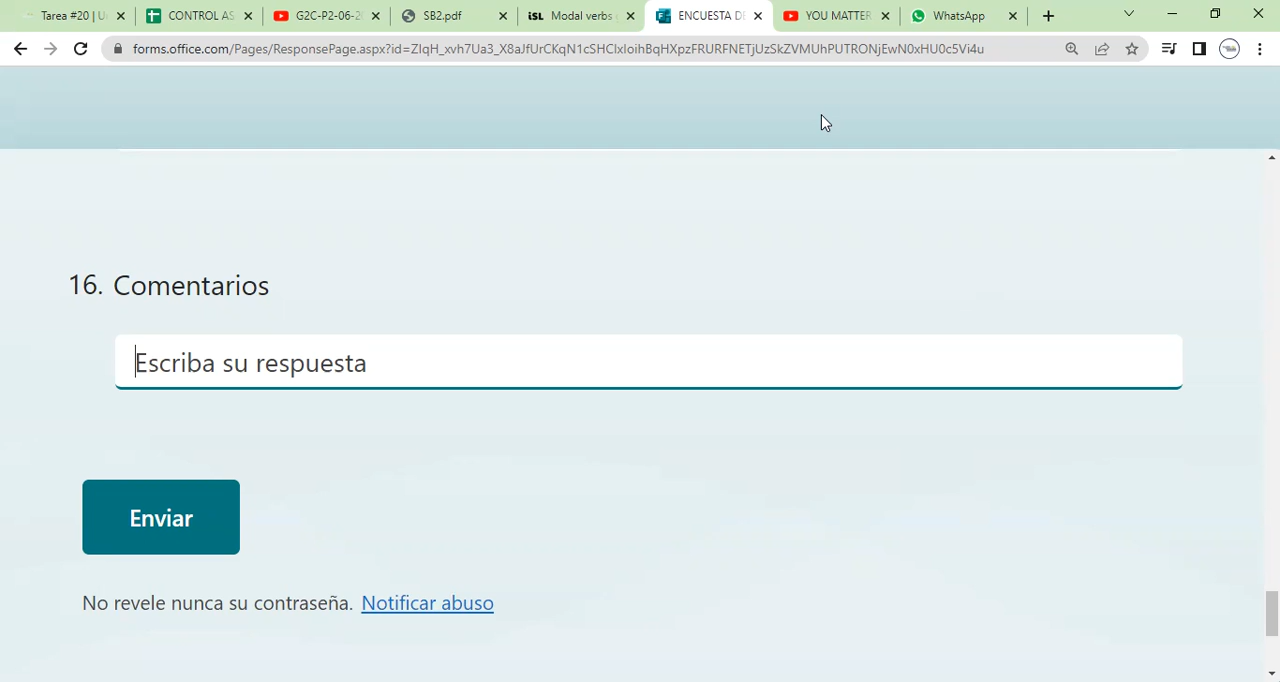 Tarea #20 | U
CONTROL AS
G2C-P2-06-2
SB2.pdf
iSL Modal verbs
ENCUESTA DE
YOU MATTER
WhatsApp
forms.office.com/Pages/ResponsePage.aspx?id=ZIqH_xvh7Ua3_X8aJfUrCKqN1cSHClxIoihBqHXpzFRURFNETjUzSkZVMUhPUTRONjEwN0xHU0c5Vi4u
16. Comentarios
Escriba su respuesta
Enviar
No revele nunca su contraseña. Notificar abuso